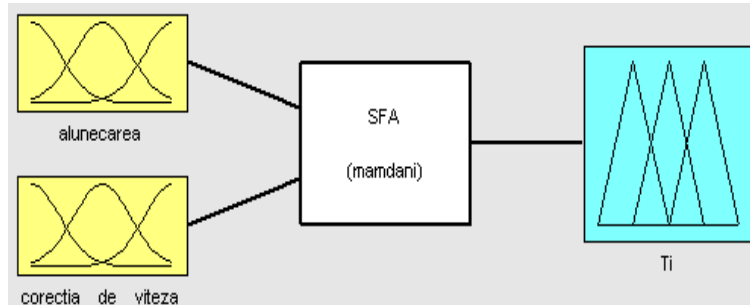 alunecarea
SFA
(mamdani)
corectia de viteza
Ti